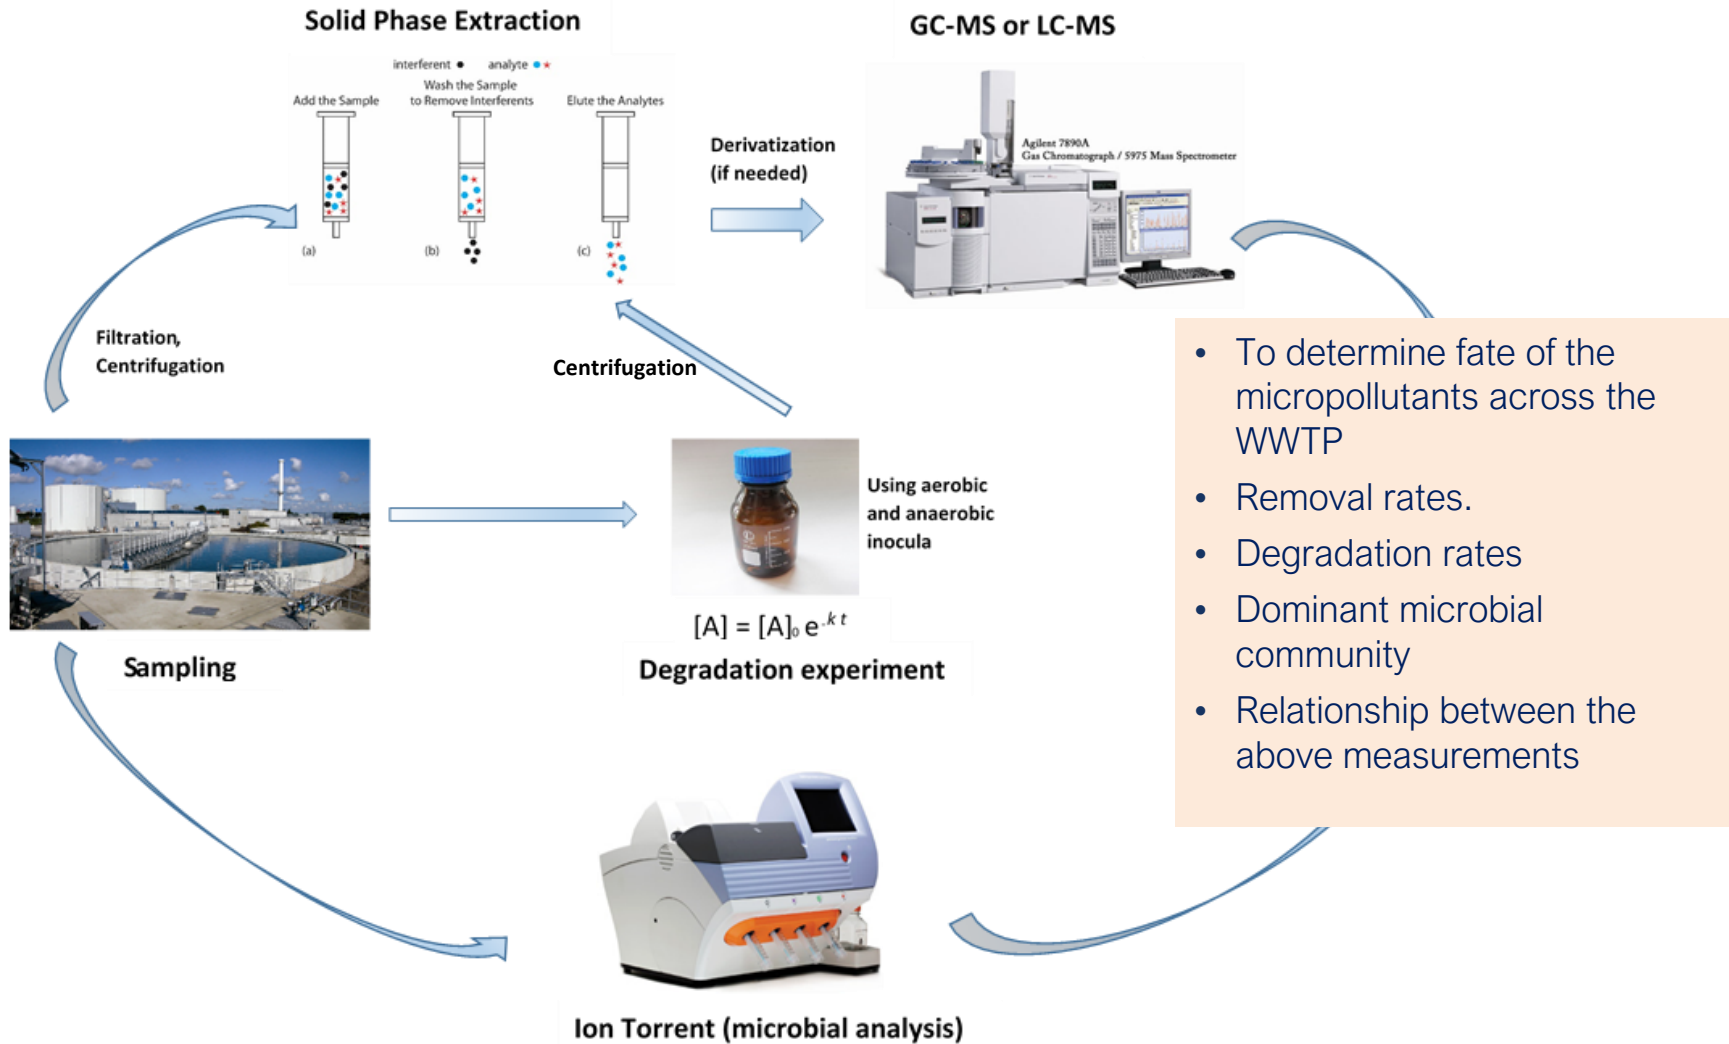 Solid Phase Extraction
GC-MS or LC-MS
interferent
analyte
Add the Sample
Wash the Sample
to Remove Interferents
Elute the Analytes
(a)
(b)
(c)
Derivatization
(if needed)
Agilent 7890A
Gas Chromatograph / 5975 Mass Spectrometer
Filtration,
Centrifugation
Centrifugation
Using aerobic
and anaerobic
inocula
[A] = [A]₀ e⁻ᵏ ᵗ
Sampling
Degradation experiment
• To determine fate of the
micropollutants across the
WWTP
• Removal rates.
• Degradation rates
• Dominant microbial
community
• Relationship between the
above measurements
Ion Torrent (microbial analysis)